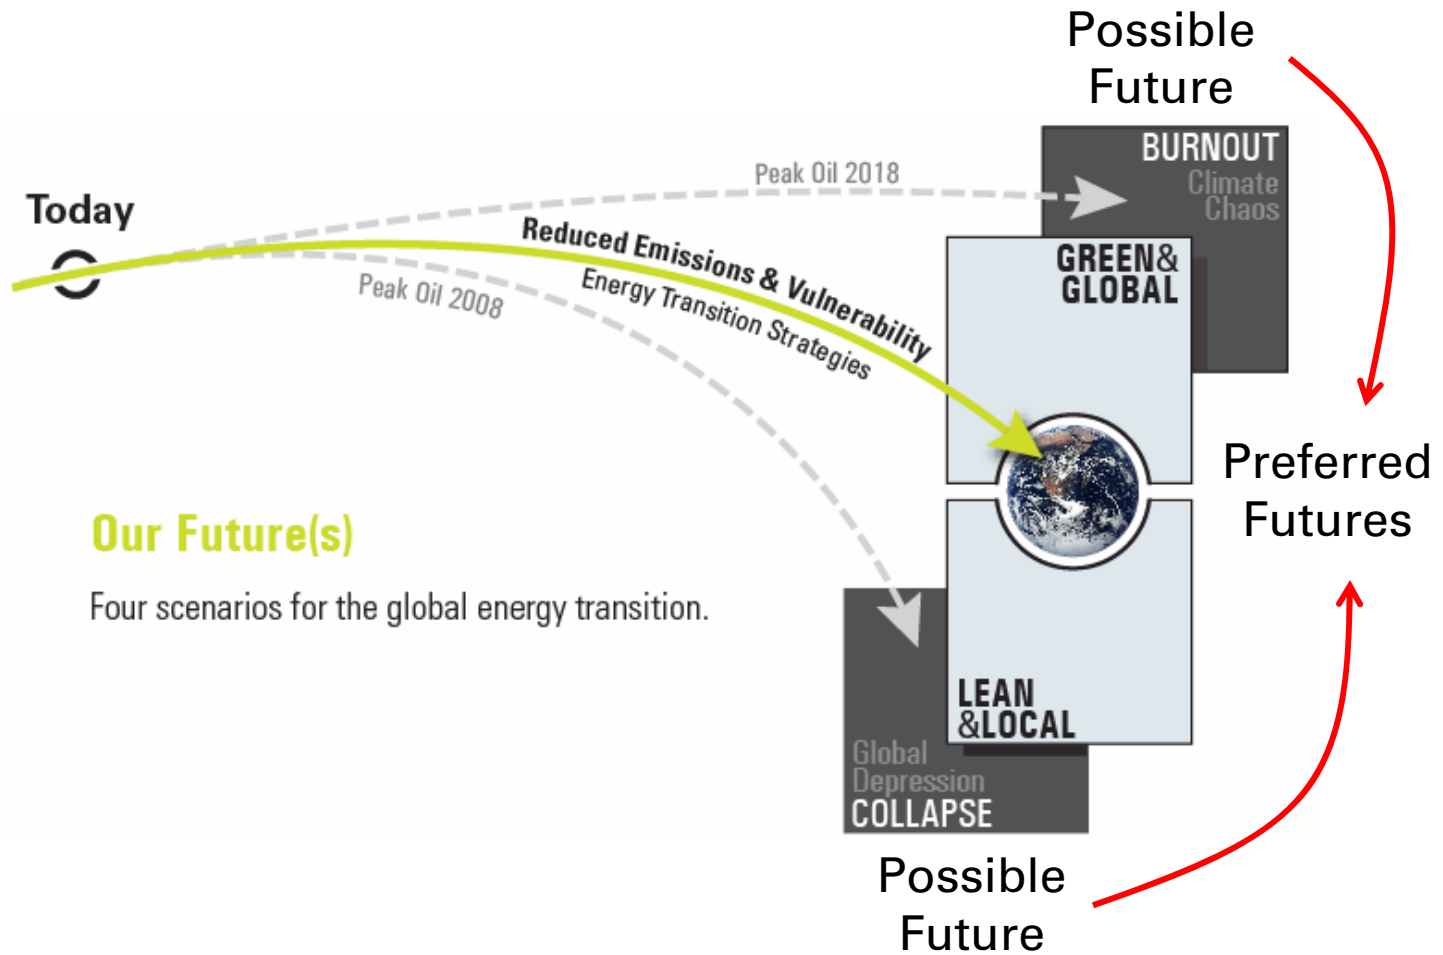 Possible
Future
BURNOUT
Climate
Chaos
Peak Oil 2018
Today
Reduced Emissions & Vulnerability
Energy Transition Strategies
Peak Oil 2008
GREEN&
GLOBAL
Preferred
Futures
Our Future(s)
Four scenarios for the global energy transition.
LEAN
&LOCAL
Global
Depression
COLLAPSE
Possible
Future